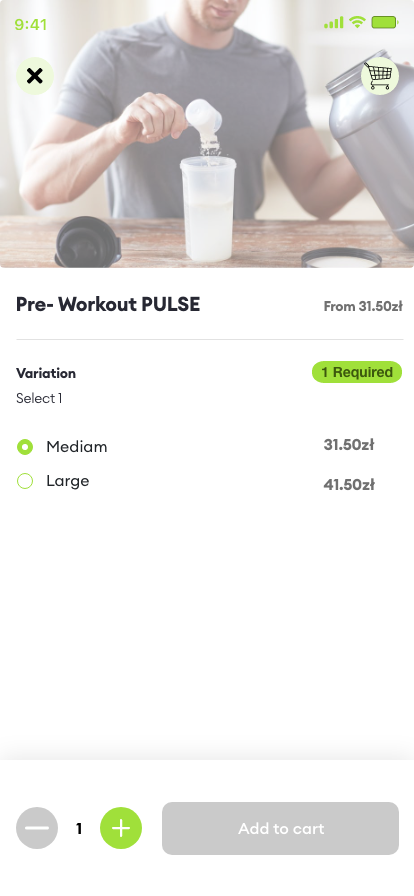 9:41
Pre- Workout PULSE
From 31.50zł
Variation
1 Required
Select 1
Mediam
31.50zł
Large
41.50zł
1
Add to cart